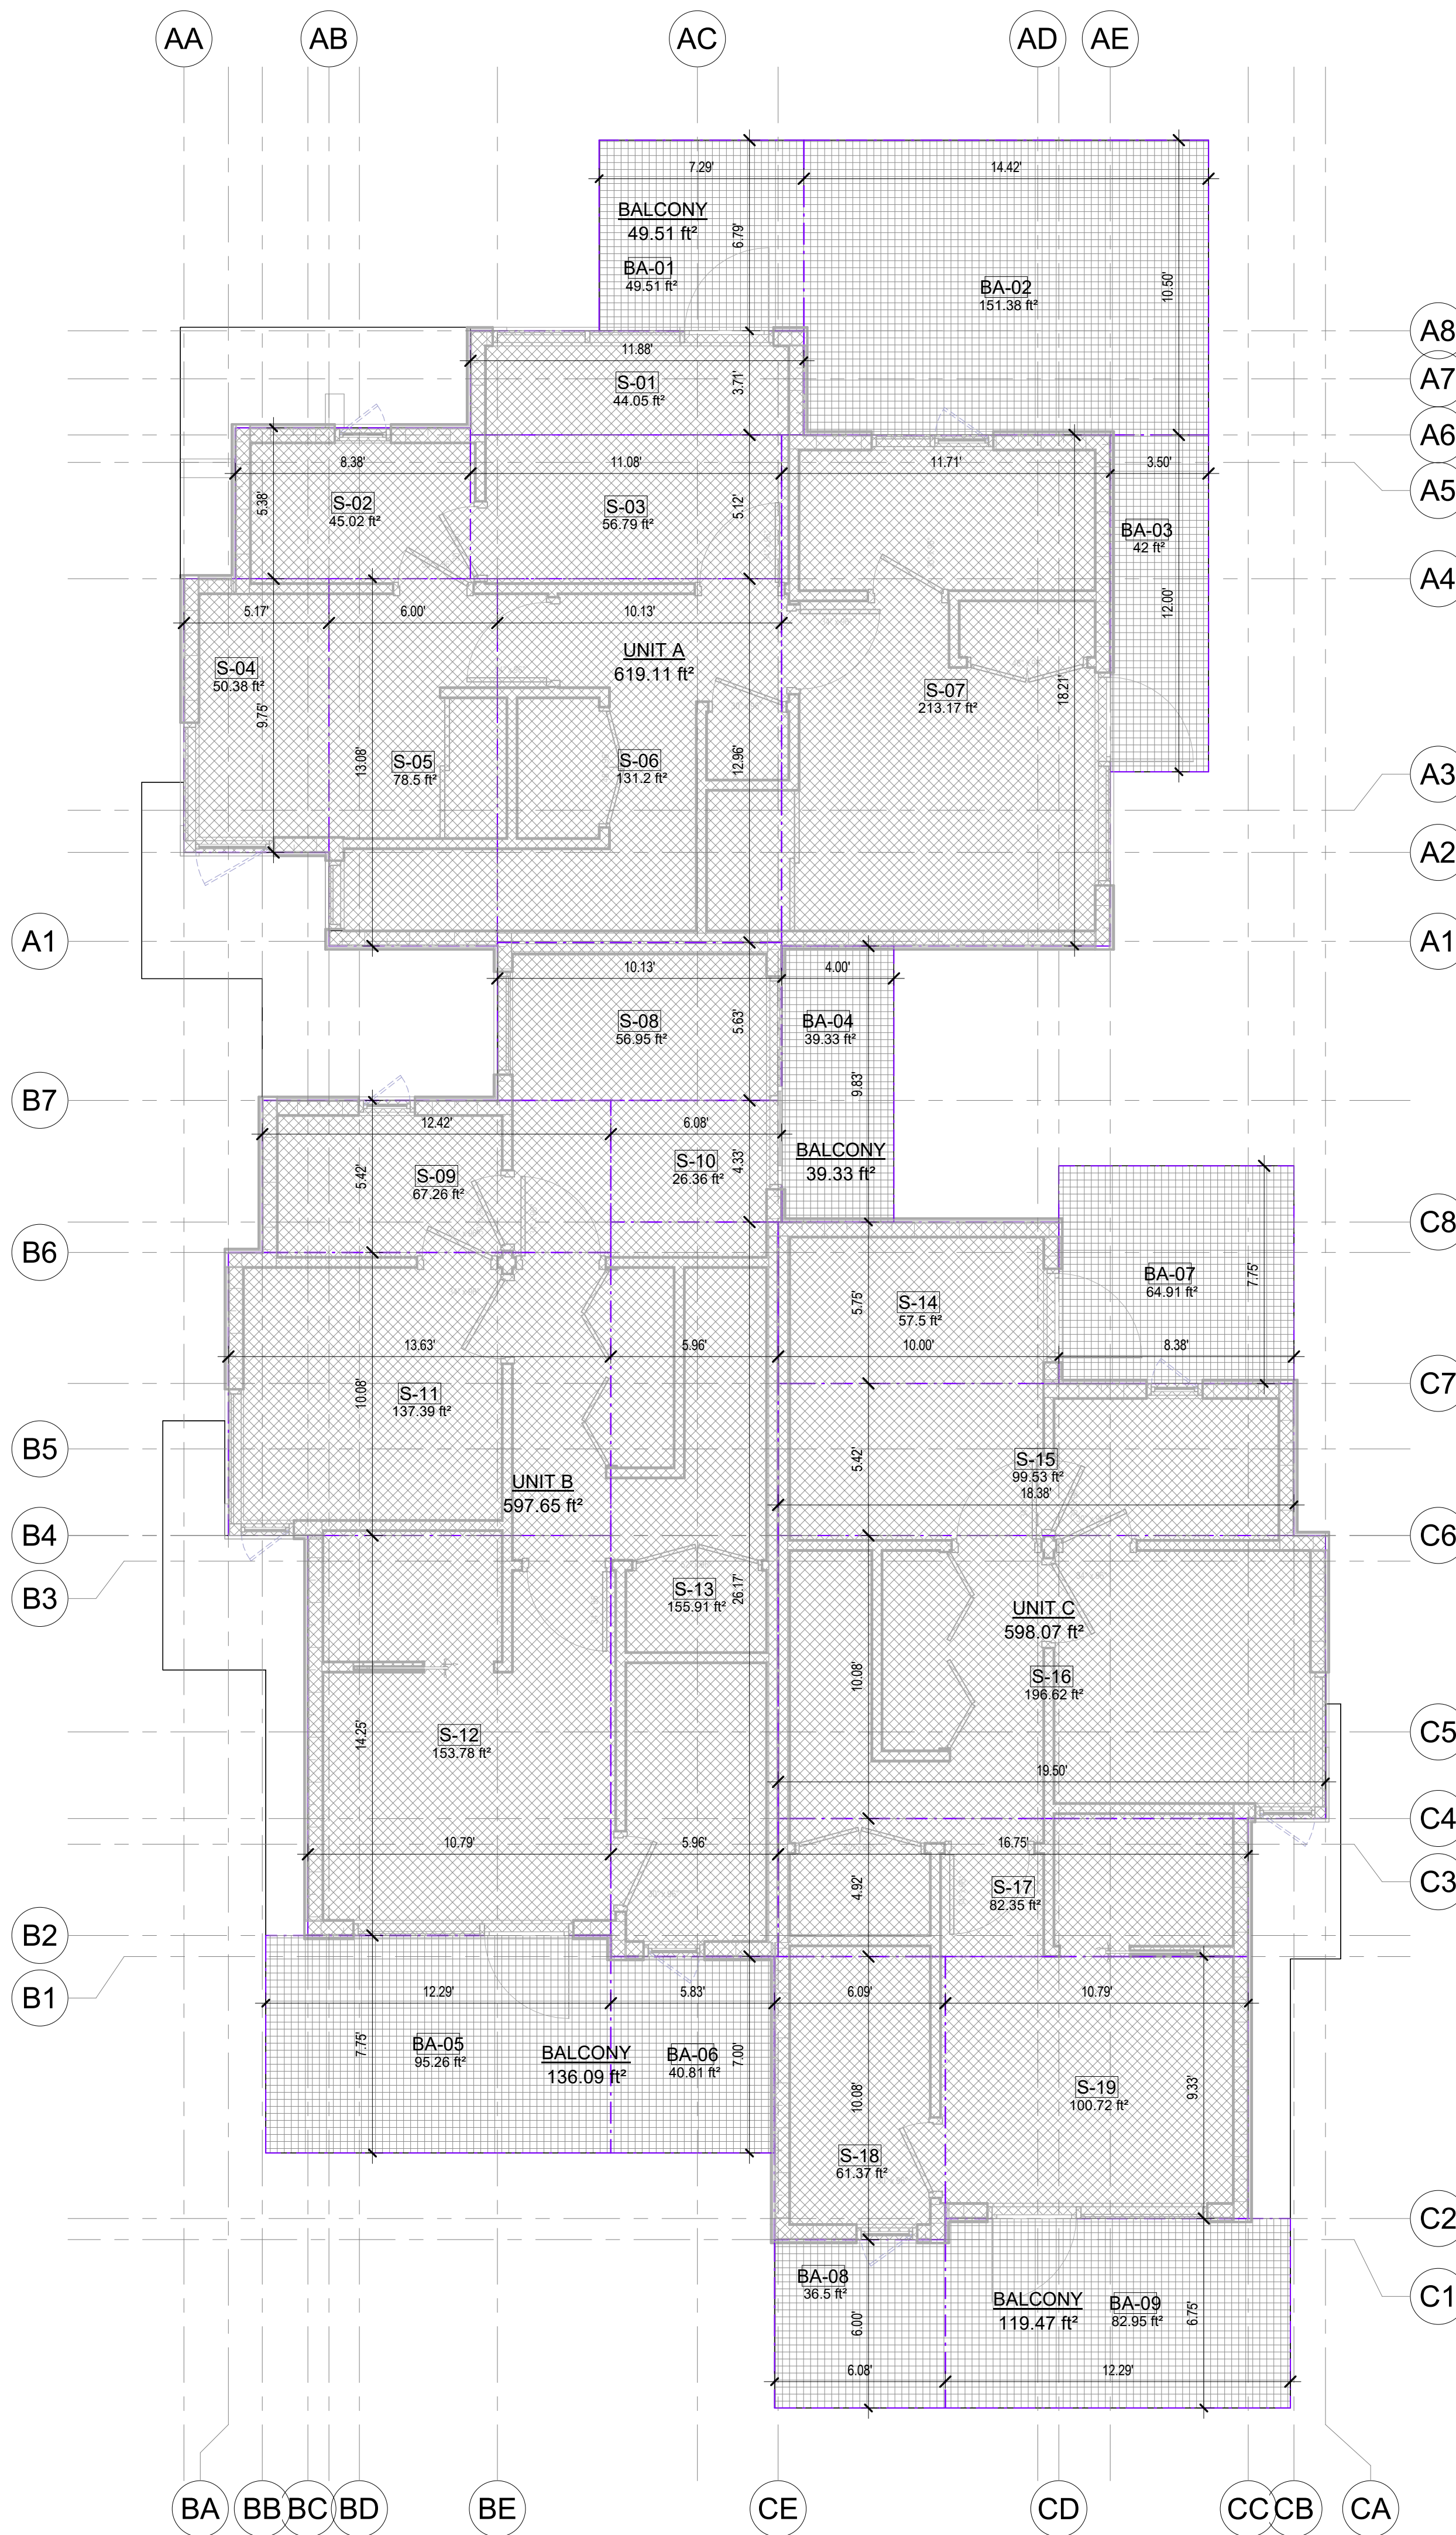 AA
AB
AC
AD
AE
7.29'
14.42'
BALCONY
49.51 ft²
6.79'
BA-01
49.51 ft²
BA-02
151.38 ft²
10.50'
A8
11.88'
S-01
44.05 ft²
3.71'
A7
A6
8.38'
11.08'
11.71'
3.50'
A5
5.38'
S-02
45.02 ft²
S-03
56.79 ft²
5.12'
BA-03
42 ft²
A4
12.00'
5.17'
6.00'
10.13'
UNIT A
619.11 ft²
S-04
50.38 ft²
9.75'
S-07
213.17 ft²
18.21'
13.08'
S-05
78.5 ft²
S-06
131.2 ft²
12.96'
A3
A2
A1
A1
10.13'
4.00'
S-08
56.95 ft²
5.63'
BA-04
39.33 ft²
9.83'
B7
12.42'
6.08'
BALCONY
39.33 ft²
5.42'
S-09
67.26 ft²
S-10
26.36 ft²
4.33'
C8
B6
BA-07
64.91 ft²
7.75'
5.75'
S-14
57.5 ft²
13.63'
5.96'
10.00'
8.38'
C7
10.08'
S-11
137.39 ft²
B5
5.42'
S-15
99.53 ft²
18.38'
UNIT B
597.65 ft²
B4
C6
B3
S-13
155.91 ft²
26.17'
UNIT C
598.07 ft²
10.08'
S-16
196.62 ft²
14.25'
S-12
153.78 ft²
C5
19.50'
C4
10.79'
5.96'
16.75'
C3
4.92'
S-17
82.35 ft²
B2
B1
12.29'
5.83'
6.09'
10.79'
7.75'
BA-05
95.26 ft²
BALCONY
136.09 ft²
BA-06
40.81 ft²
7.00'
10.08'
S-19
100.72 ft²
9.33'
S-18
61.37 ft²
C2
BA-08
36.5 ft²
6.00'
BALCONY
119.47 ft²
BA-09
82.95 ft²
6.75'
C1
6.08'
12.29'
BA
BB
BC
BD
BE
CE
CD
CC
CB
CA